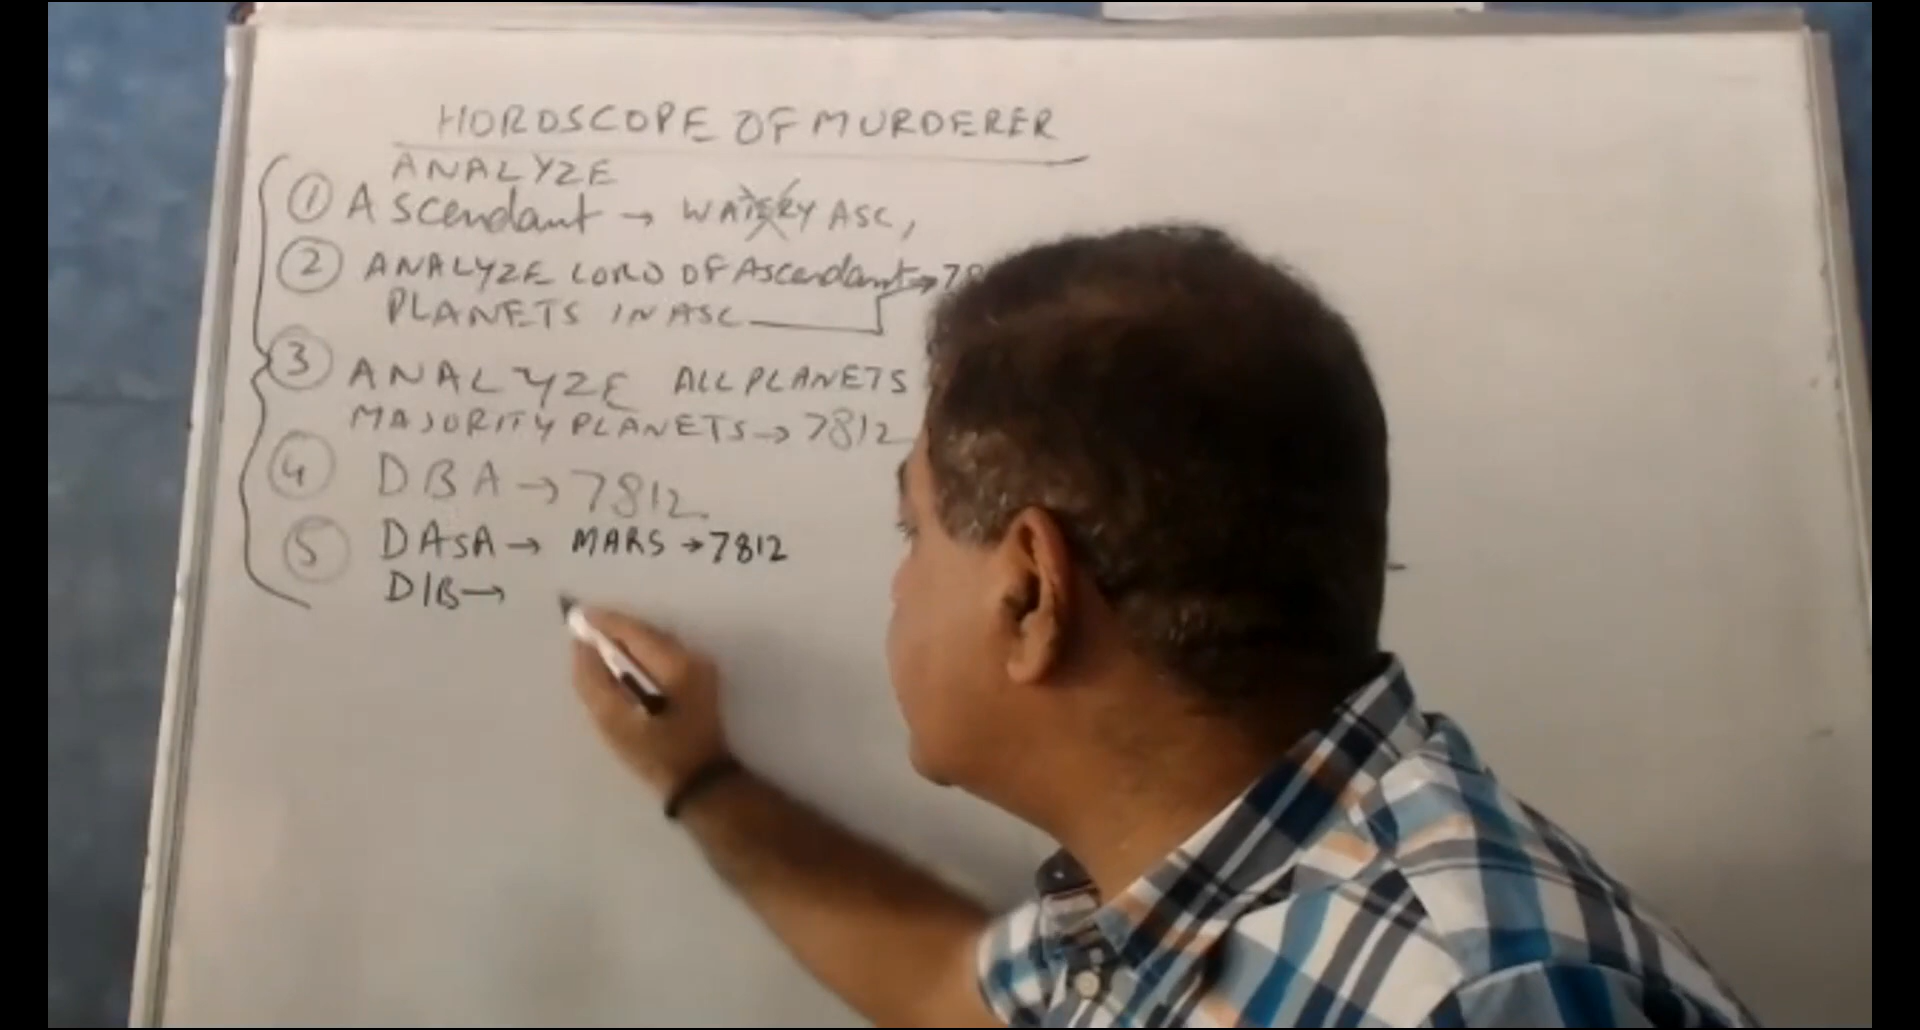 HOROSCOPE OF MURDERER
ANALYZE
① Ascendant → WATERY ASC,
② ANALYZE LORD OF Ascendant → 78
PLANETS IN ASC
③ ANALYZE ALL PLANETS
MAJORITY PLANETS → 7812
④ DBA → 7812
⑤ DASA → MARS → 7812
D/B →